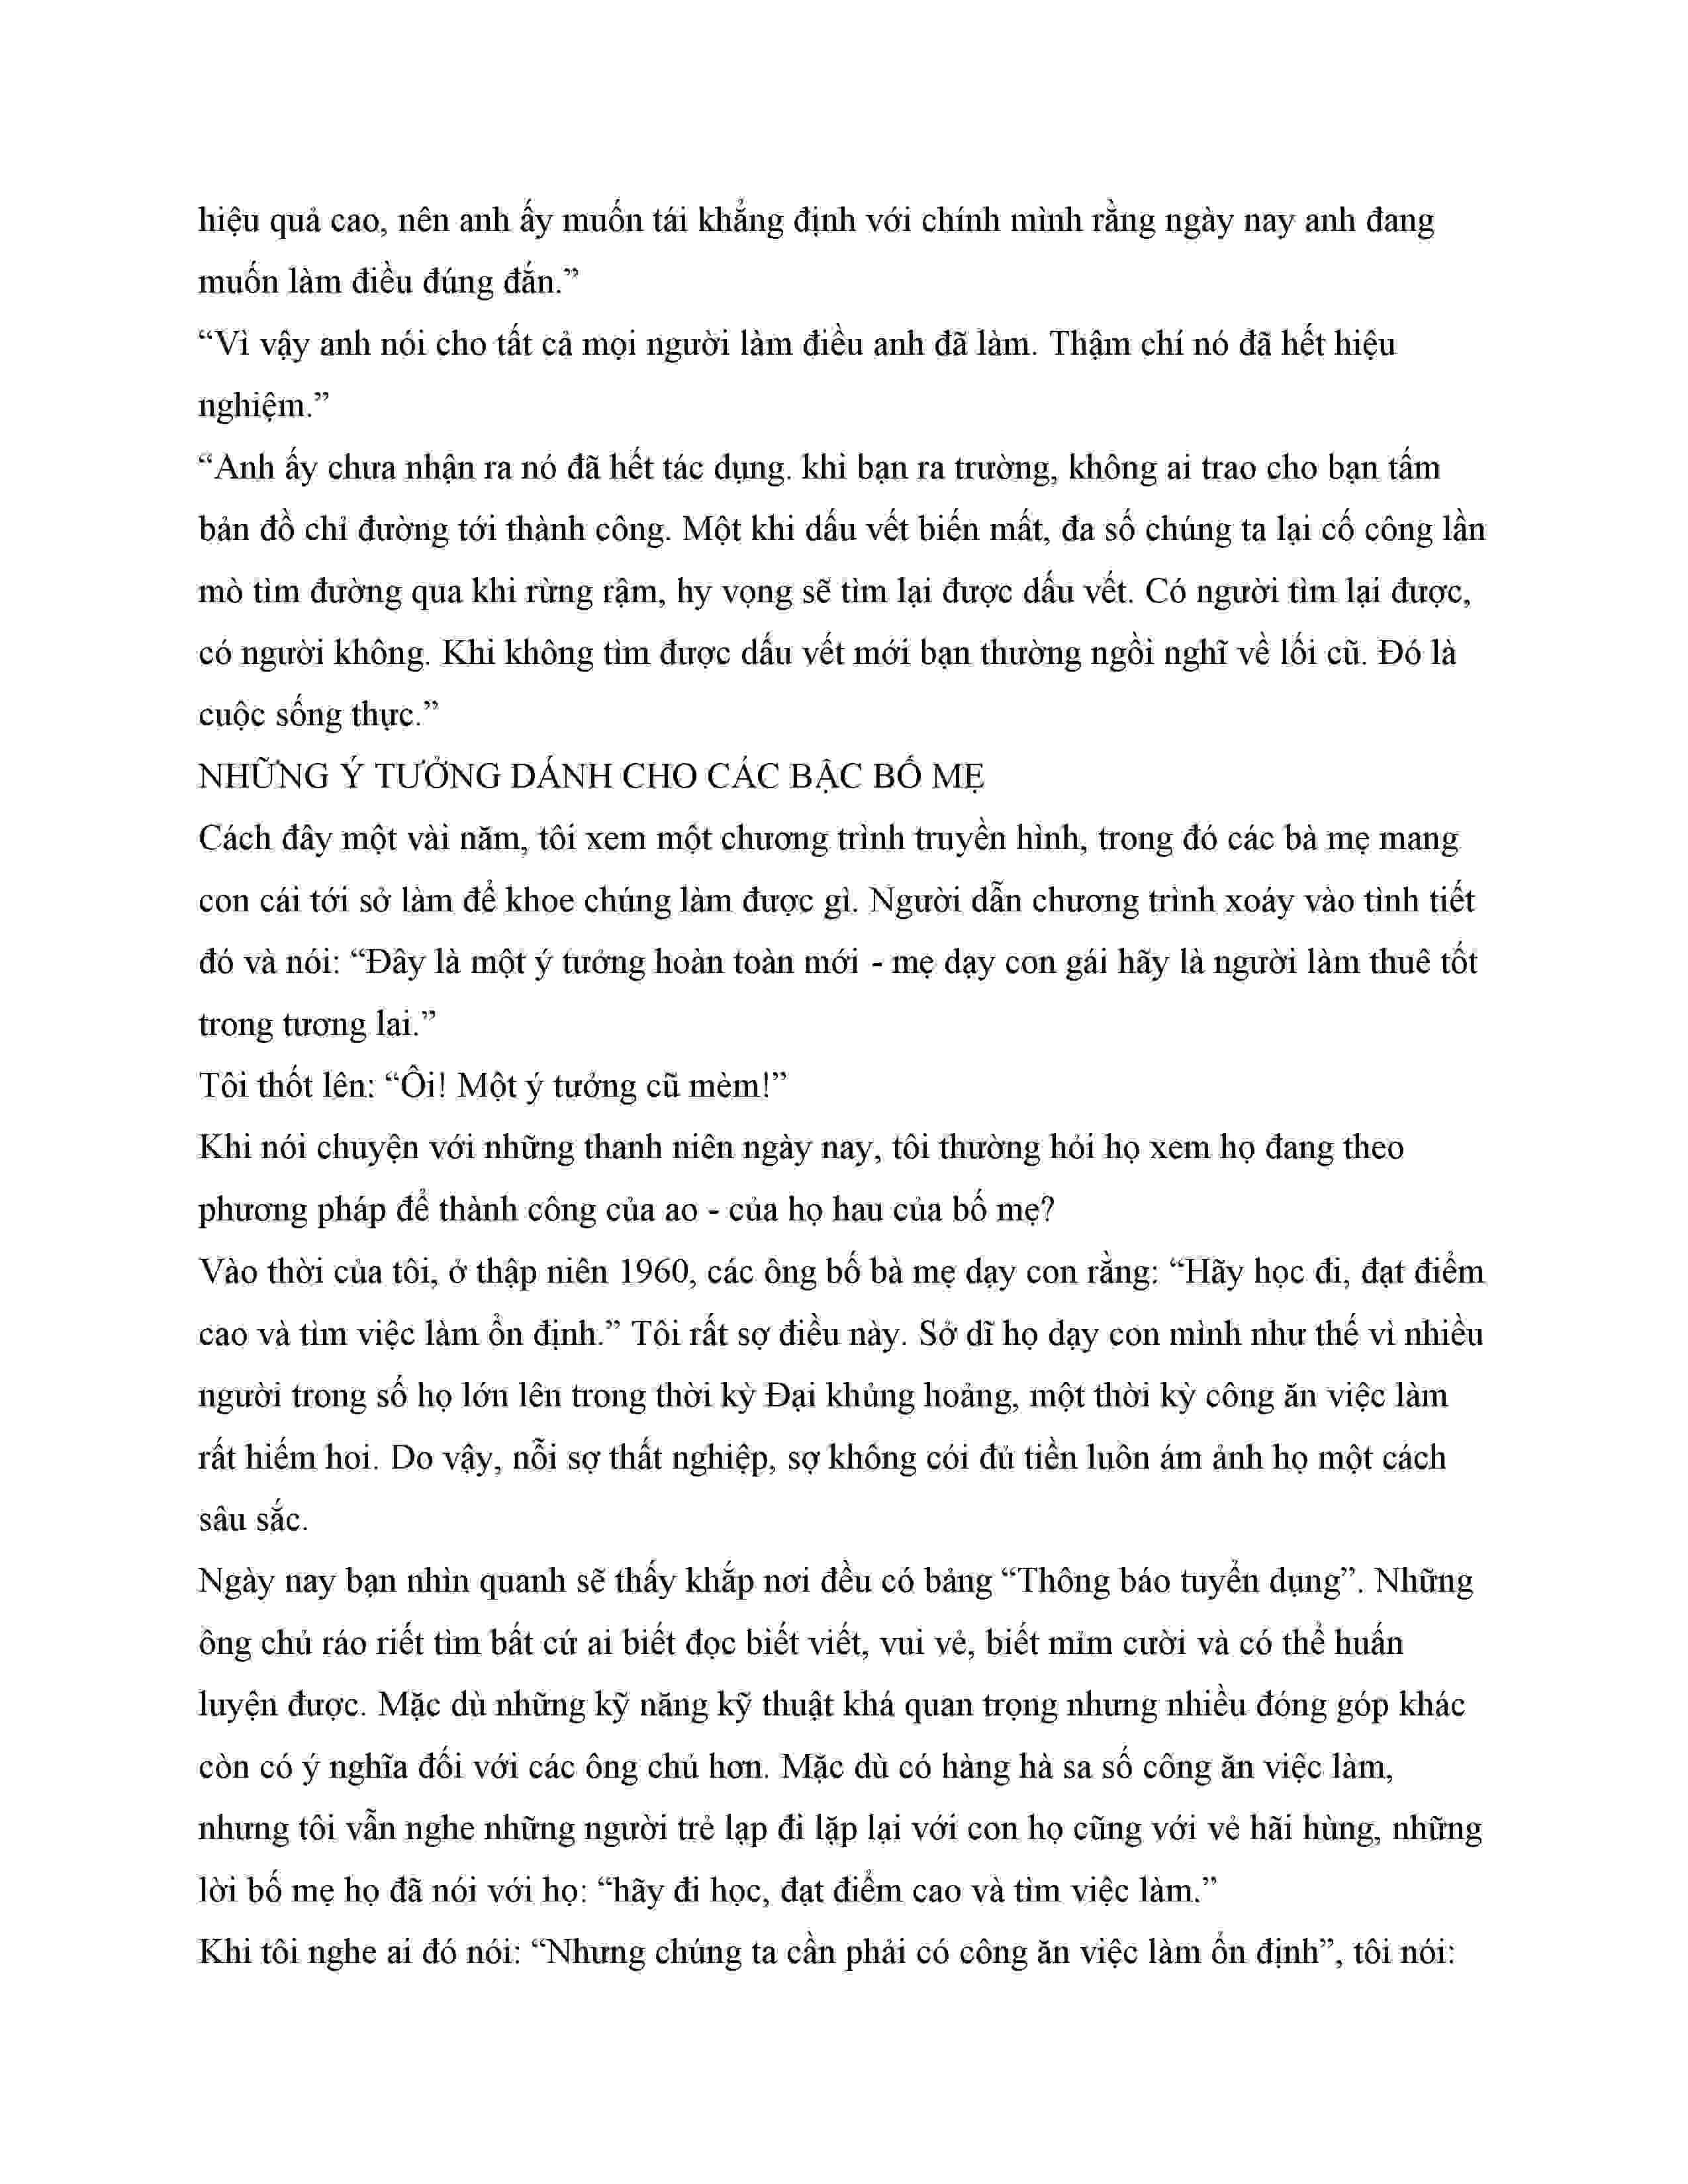 hiệu quả cao, nên anh ấy muốn tái khẳng định với chính mình rằng ngày nay anh đang
muốn làm điều đúng đắn.”
“Vì vậy anh nói cho tất cả mọi người làm điều anh đã làm. Thậm chí nó đã hết hiệu
nghiệm.”
“Anh ấy chưa nhận ra nó đã hết tác dụng. khi bạn ra trường, không ai trao cho bạn tấm
bản đồ chỉ đường tới thành công. Một khi dấu vết biến mất, đa số chúng ta lại cố công lần
mò tìm đường qua khi rừng rậm, hy vọng sẽ tìm lại được dấu vết. Có người tìm lại được,
có người không. Khi không tìm được dấu vết mới bạn thường ngồi nghĩ về lối cũ. Đó là
cuộc sống thực.”
NHỮNG Ý TƯỞNG DÁNH CHO CÁC BẬC BỐ MẸ
Cách đây một vài năm, tôi xem một chương trình truyền hình, trong đó các bà mẹ mang
con cái tới sở làm để khoe chúng làm được gì. Người dẫn chương trình xoáy vào tình tiết
đó và nói: “Đây là một ý tưởng hoàn toàn mới - mẹ dạy con gái hãy là người làm thuê tốt
trong tương lai.”
Tôi thốt lên: “Ôi! Một ý tưởng cũ mèm!”
Khi nói chuyện với những thanh niên ngày nay, tôi thường hỏi họ xem họ đang theo
phương pháp để thành công của ao - của họ hau của bố mẹ?
Vào thời của tôi, ở thập niên 1960, các ông bố bà mẹ dạy con rằng: “Hãy học đi, đạt điểm
cao và tìm việc làm ổn định.” Tôi rất sợ điều này. Sở dĩ họ dạy con mình như thế vì nhiều
người trong số họ lớn lên trong thời kỳ Đại khủng hoảng, một thời kỳ công ăn việc làm
rất hiếm hoi. Do vậy, nỗi sợ thất nghiệp, sợ không cói đủ tiền luôn ám ảnh họ một cách
sâu sắc.
Ngày nay bạn nhìn quanh sẽ thấy khắp nơi đều có bảng “Thông báo tuyển dụng”. Những
ông chủ ráo riết tìm bất cứ ai biết đọc biết viết, vui vẻ, biết mỉm cười và có thể huấn
luyện được. Mặc dù những kỹ năng kỹ thuật khá quan trọng nhưng nhiều đóng góp khác
còn có ý nghĩa đối với các ông chủ hơn. Mặc dù có hàng hà sa số công ăn việc làm,
nhưng tôi vẫn nghe những người trẻ lạp đi lặp lại với con họ cũng với vẻ hãi hùng, những
lời bố mẹ họ đã nói với họ: “hãy đi học, đạt điểm cao và tìm việc làm.”
Khi tôi nghe ai đó nói: “Nhưng chúng ta cần phải có công ăn việc làm ổn định”, tôi nói: